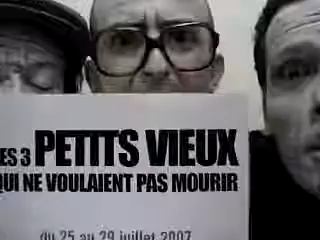 ES 3 PETITS VIEUX
QUI NE VOULAIENT PAS MOURIR
du 25 au 29 juillet 2007